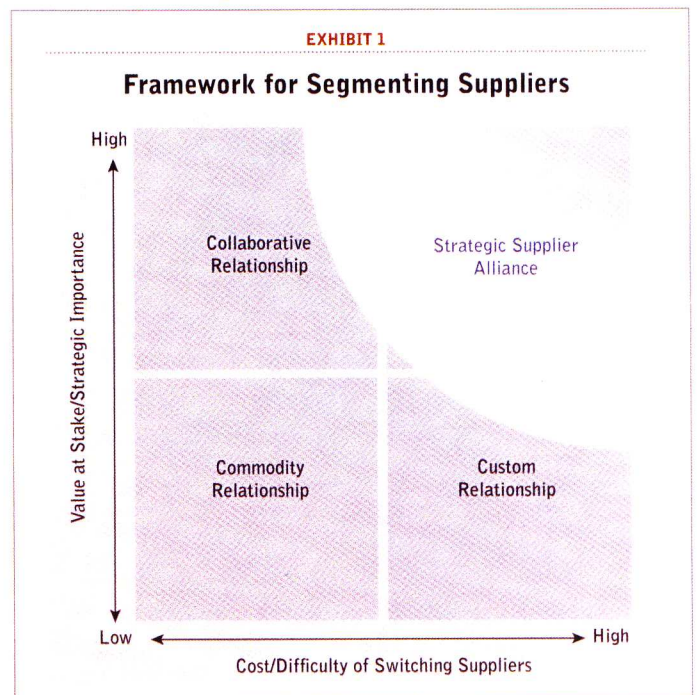 EXHIBIT 1
Framework for Segmenting Suppliers
High
Value at Stake/Strategic Importance
Collaborative
Relationship
Strategic Supplier
Alliance
Commodity
Relationship
Custom
Relationship
Low
High
Cost/Difficulty of Switching Suppliers